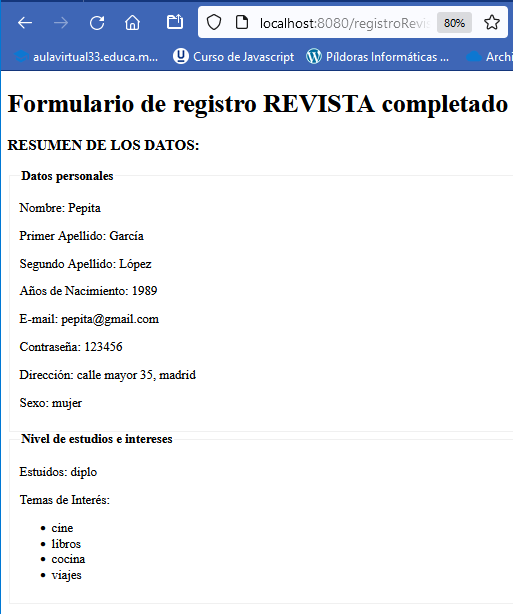 localhost:8080/registroRevis 80%
aulavirtual33.educa.m... Curso de Javascript Píldoras Informáticas ... Archi
Formulario de registro REVISTA completado
RESUMEN DE LOS DATOS:
Datos personales
Nombre: Pepita
Primer Apellido: García
Segundo Apellido: López
Años de Nacimiento: 1989
E-mail: pepita@gmail.com
Contraseña: 123456
Dirección: calle mayor 35, madrid
Sexo: mujer
Nivel de estudios e intereses
Estuidos: diplo
Temas de Interés:
cine
libros
cocina
viajes